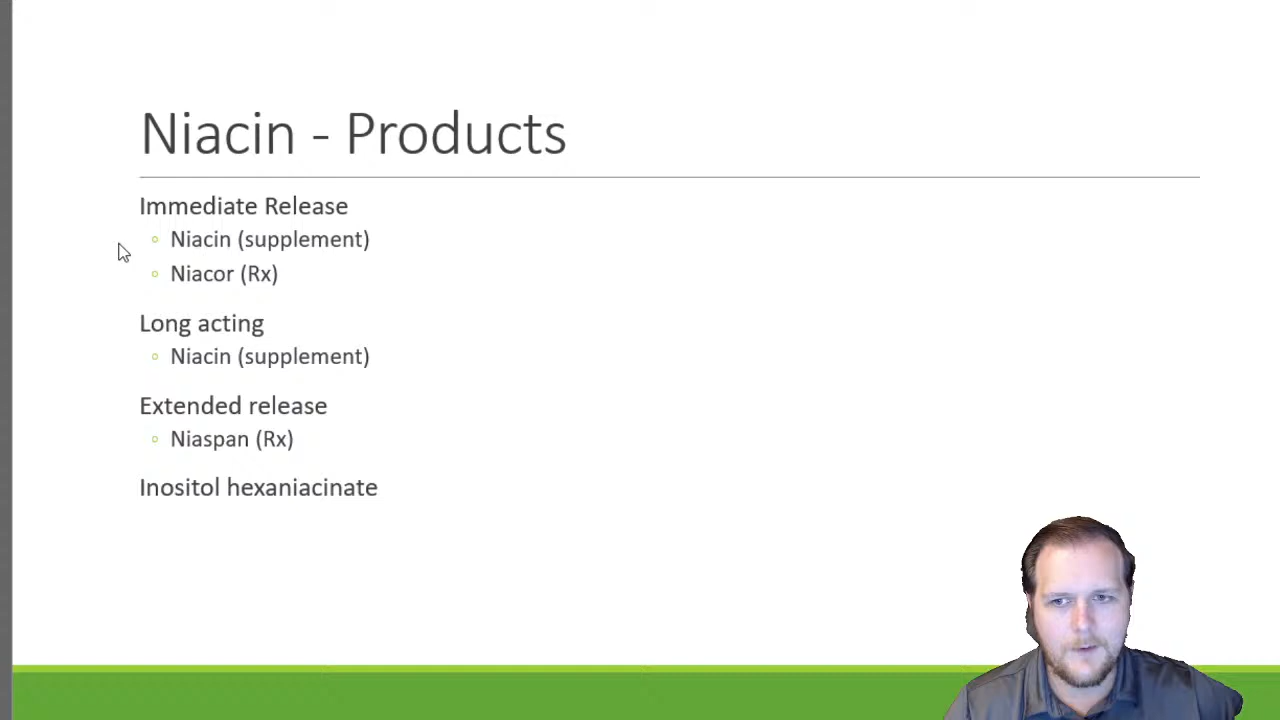 Niacin - Products
Immediate Release
Niacin (supplement)
Niacor (Rx)
Long acting
Niacin (supplement)
Extended release
Niaspan (Rx)
Inositol hexaniacinate